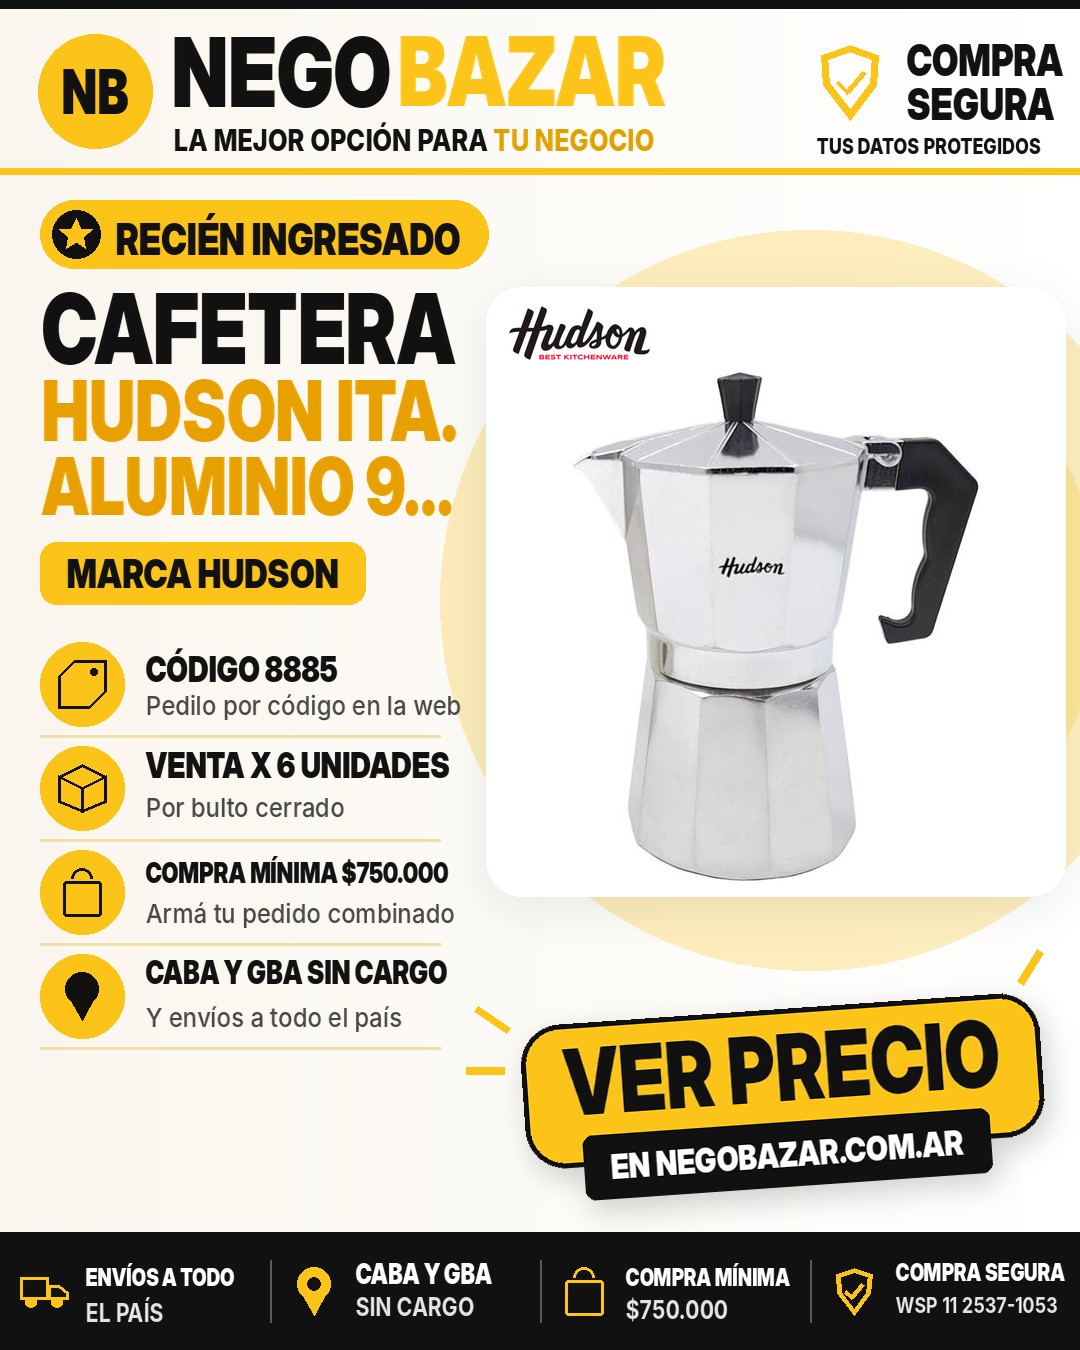 NB
NEGOBAZAR
LA MEJOR OPCIÓN PARA TU NEGOCIO
COMPRA
SEGURA
TUS DATOS PROTEGIDOS
RECIÉN INGRESADO
CAFETERA
HUDSON ITA.
ALUMINIO 9...
MARCA HUDSON
CÓDIGO 8885
Pedilo por código en la web
VENTA X 6 UNIDADES
Por bulto cerrado
COMPRA MÍNIMA $750.000
Armá tu pedido combinado
CABA Y GBA SIN CARGO
Y envíos a todo el país
Hudson
BEST KITCHENWARE
Hudson
VER PRECIO
EN NEGOBAZAR.COM.AR
ENVÍOS A TODO
EL PAÍS
CABA Y GBA
SIN CARGO
COMPRA MÍNIMA
$750.000
COMPRA SEGURA
WSP 11 2537-1053